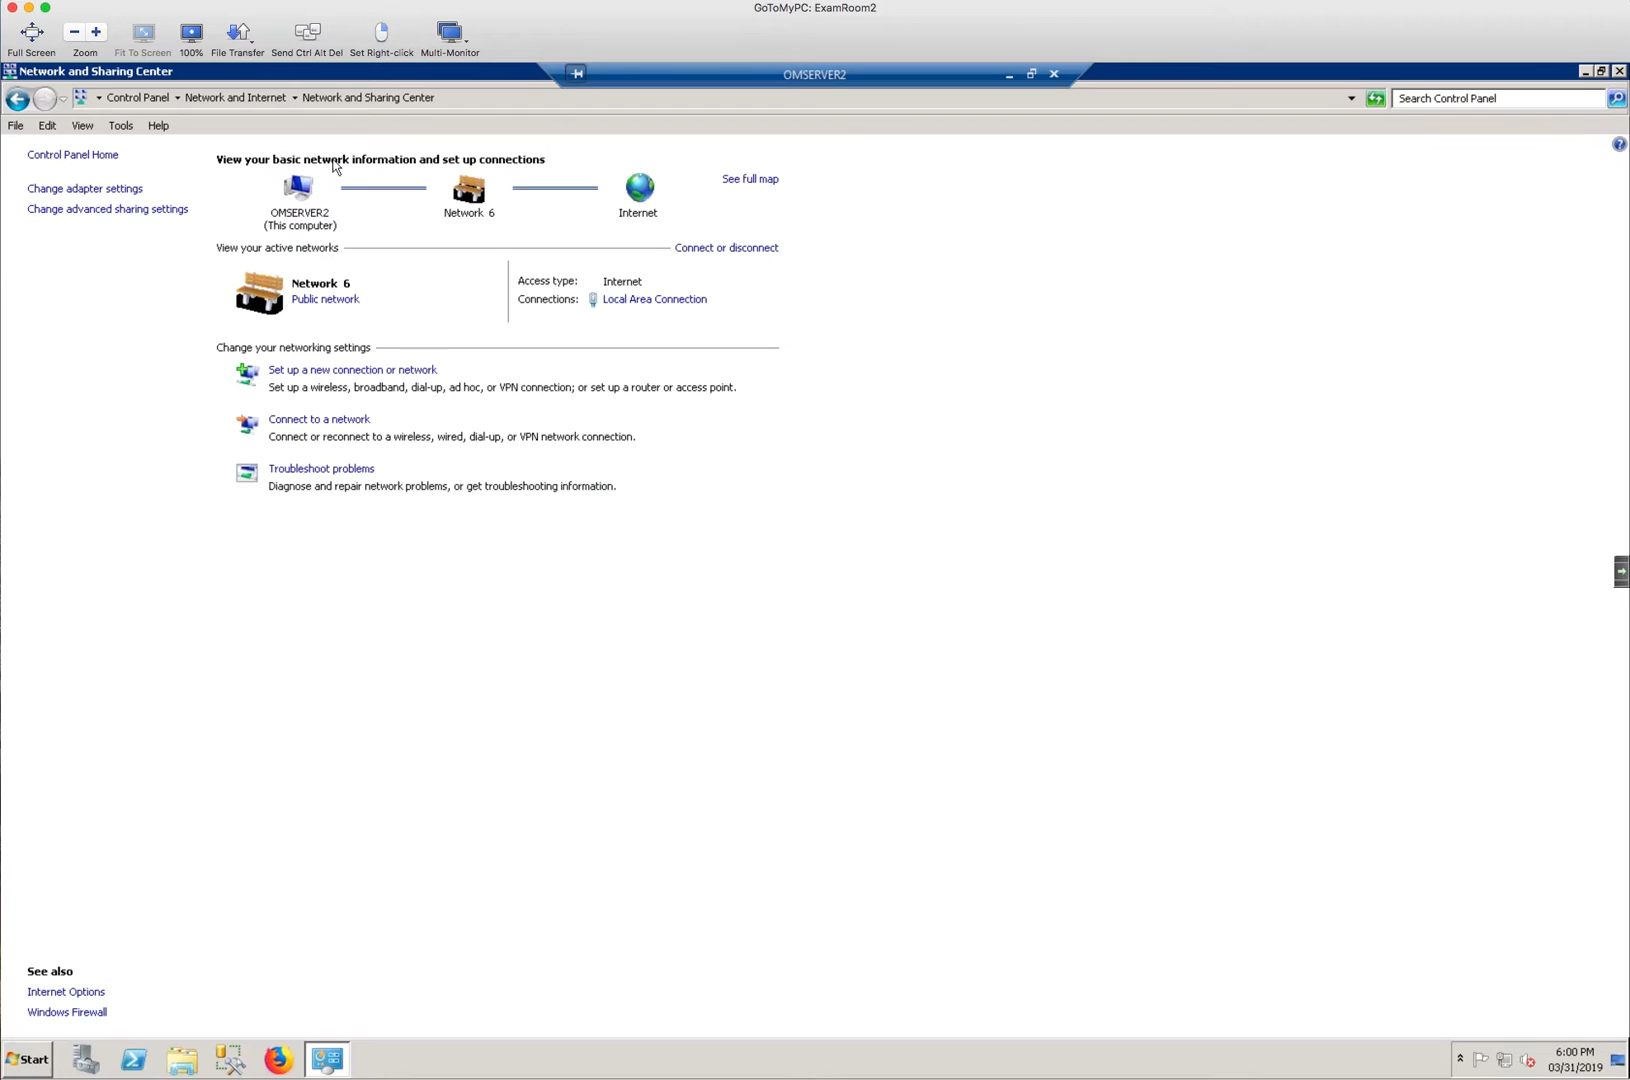 GoToMyPC: ExamRoom2
Full Screen
Zoom
Fit To Screen
100%
File Transfer
Send Ctrl Alt Del
Set Right-click
Multi-Monitor
Network and Sharing Center
OMSERVER2
Control Panel
Network and Internet
Network and Sharing Center
Search Control Panel
File
Edit
View
Tools
Help
Control Panel Home
Change adapter settings
Change advanced sharing settings
View your basic network information and set up connections
See full map
OMSERVER2
(This computer)
Network 6
Internet
View your active networks
Connect or disconnect
Network 6
Public network
Access type:
Internet
Connections:
Local Area Connection
Change your networking settings
Set up a new connection or network
Set up a wireless, broadband, dial-up, ad hoc, or VPN connection; or set up a router or access point.
Connect to a network
Connect or reconnect to a wireless, wired, dial-up, or VPN network connection.
Troubleshoot problems
Diagnose and repair network problems, or get troubleshooting information.
See also
Internet Options
Windows Firewall
Start
6:00 PM
03/31/2019